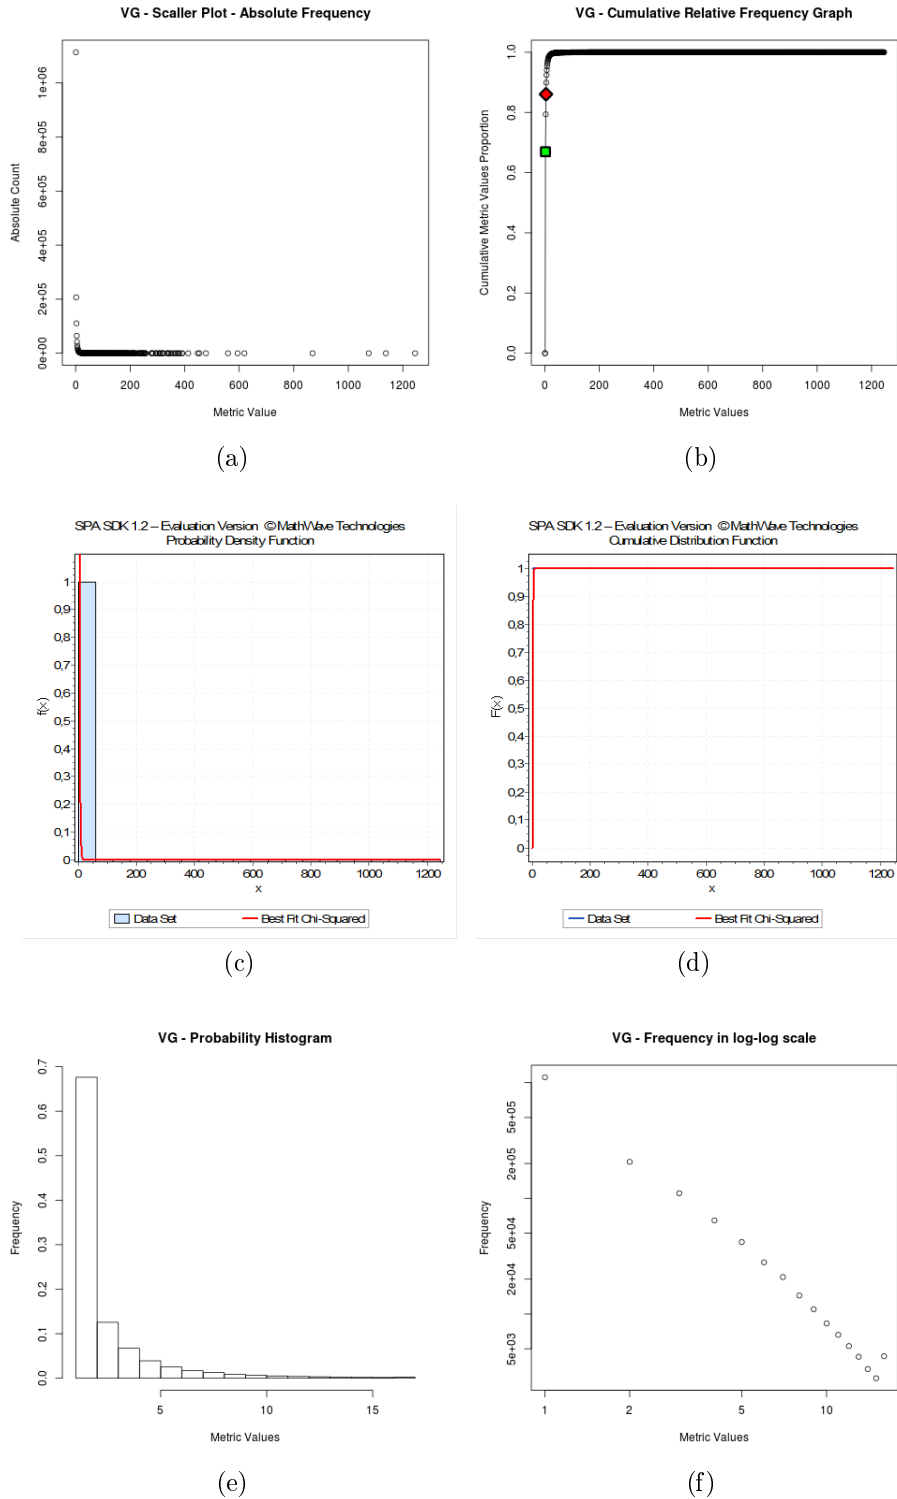 VG - Scaller Plot - Absolute Frequency
Absolute Count
0e+00 2e+05 4e+05 6e+05 8e+05 1e+06
0 200 400 600 800 1000 1200
Metric Value
(a)
VG - Cumulative Relative Frequency Graph
Cumulative Metric Values Proportion
0.0 0.2 0.4 0.6 0.8 1.0
0 200 400 600 800 1000 1200
Metric Values
(b)
SPA SDK 1.2 – Evaluation Version © MathWave Technologies
Probability Density Function
f(x)
1
0,9
0,8
0,7
0,6
0,5
0,4
0,3
0,2
0,1
0
0 200 400 600 800 1000 1200
x
Data Set Best Fit Chi-Squared
(c)
SPA SDK 1.2 – Evaluation Version © MathWave Technologies
Cumulative Distribution Function
F(x)
1
0,9
0,8
0,7
0,6
0,5
0,4
0,3
0,2
0,1
0
0 200 400 600 800 1000 1200
x
Data Set Best Fit Chi-Squared
(d)
VG - Probability Histogram
Frequency
0.0 0.1 0.2 0.3 0.4 0.5 0.6 0.7
5 10 15
Metric Values
(e)
VG - Frequency in log-log scale
Frequency
5e+03 2e+04 5e+04 2e+05 5e+05
1 2 5 10
Metric Values
(f)